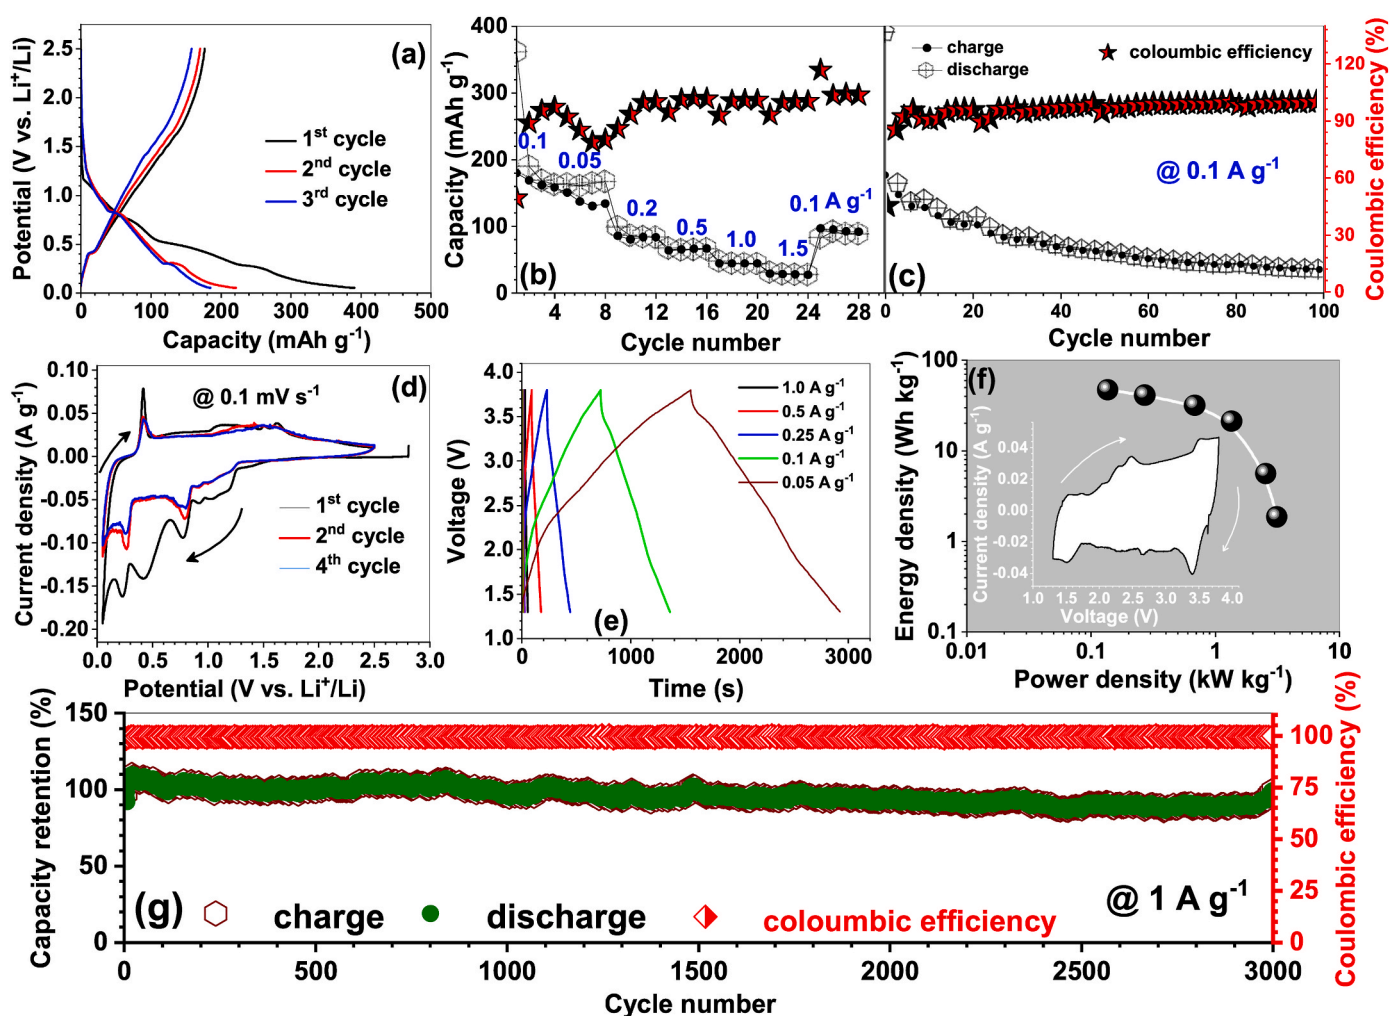 (a)
2.5
2.0
1.5
1.0
0.5
0.0
Potential (V vs. Li⁺/Li)
1ˢᵗ cycle
2ⁿᵈ cycle
3ʳᵈ cycle
0 100 200 300 400 500
Capacity (mAh g⁻¹)
400
300
200
100
0
Capacity (mAh g⁻¹)
0.1
0.05
0.2
0.5
1.0
1.5
0.1 A g⁻¹
(b)
4 8 12 16 20 24 28
Cycle number
charge
discharge
coloumbic efficiency
@ 0.1 A g⁻¹
(c)
0 20 40 60 80 100
Cycle number
120
90
60
30
0
Coulombic efficiency (%)
0.10
0.05
0.00
-0.05
-0.10
-0.15
-0.20
Current density (A g⁻¹)
@ 0.1 mV s⁻¹
(d)
1ˢᵗ cycle
2ⁿᵈ cycle
4ᵗʰ cycle
0.0 0.5 1.0 1.5 2.0 2.5 3.0
Potential (V vs. Li⁺/Li)
5.0
4.0
3.0
2.0
1.0
Voltage (V)
1.0 A g⁻¹
0.5 A g⁻¹
0.25 A g⁻¹
0.1 A g⁻¹
0.05 A g⁻¹
(e)
0 1000 2000 3000
Time (s)
100
10
1
0.1
Energy density (Wh kg⁻¹)
(f)
Current density (A g⁻¹)
0.04
0.02
0.00
-0.02
-0.04
1.0 1.5 2.0 2.5 3.0 3.5 4.0
Voltage (V)
0.01 0.1 1 10
Power density (kW kg⁻¹)
150
100
50
0
Capacity retention (%)
(g)
charge
discharge
coloumbic efficiency
@ 1 A g⁻¹
0 500 1000 1500 2000 2500 3000
Cycle number
100
75
50
25
0
Coulombic efficiency (%)